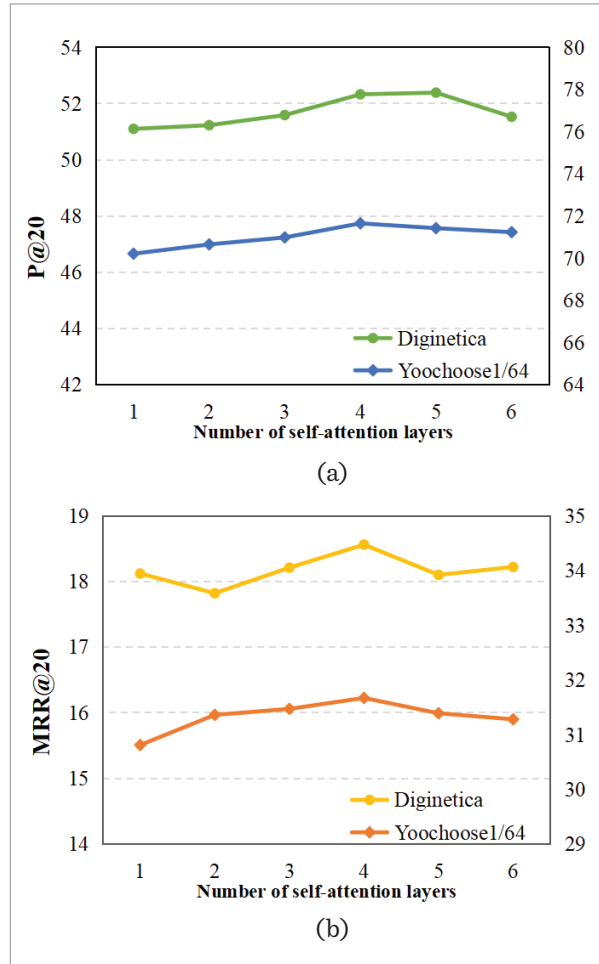 54
52
50
48
46
44
42
80
78
76
74
72
70
68
66
64
P@20
Diginetica
Yoochoose1/64
1 2 3 4 5 6
Number of self-attention layers
(a)
19
18
17
16
15
14
35
34
33
32
31
30
29
MRR@20
Diginetica
Yoochoose1/64
1 2 3 4 5 6
Number of self-attention layers
(b)